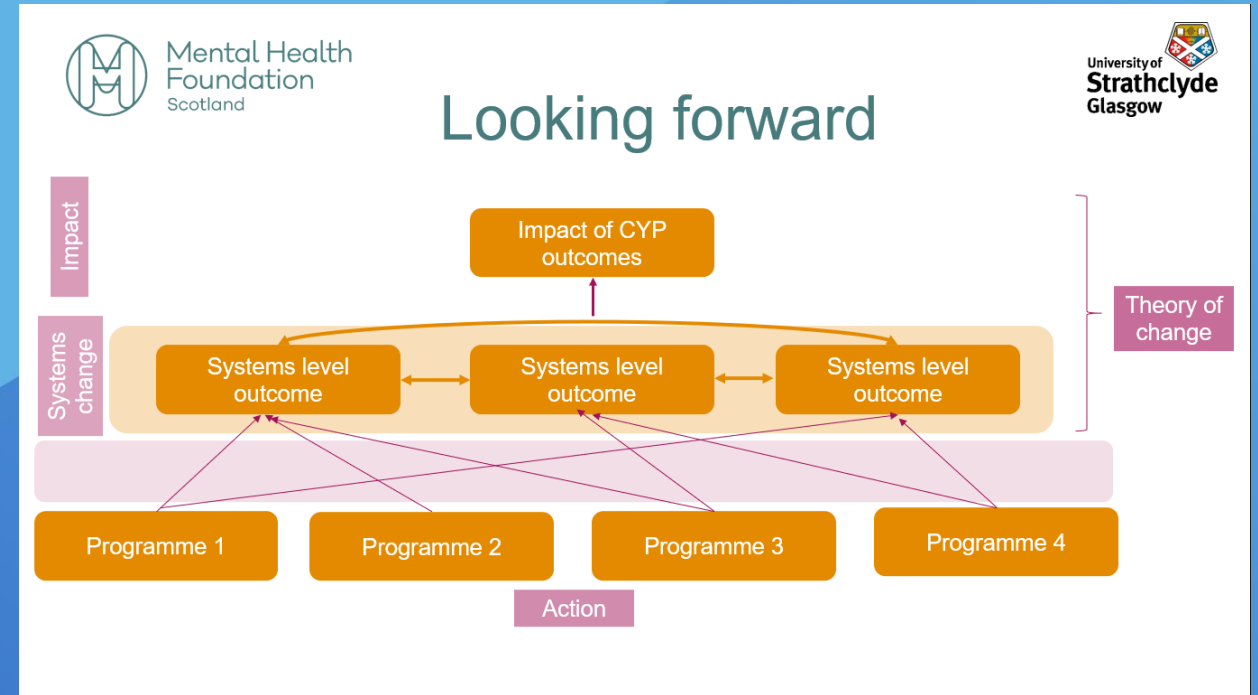 Mental Health
Foundation
Scotland
University of
Strathclyde
Glasgow
Looking forward
Impact
Impact of CYP
outcomes
Theory of
change
Systems
change
Systems level
outcome
Systems level
outcome
Systems level
outcome
Programme 1
Programme 2
Programme 3
Programme 4
Action